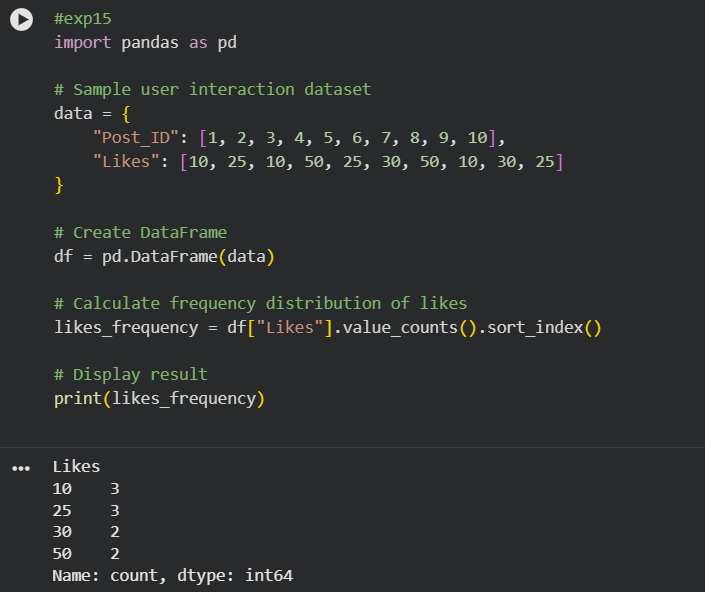 #exp15
import pandas as pd
# Sample user interaction dataset
data = {
    "Post_ID": [1, 2, 3, 4, 5, 6, 7, 8, 9, 10],
    "Likes": [10, 25, 10, 50, 25, 30, 50, 10, 30, 25]
}
# Create DataFrame
df = pd.DataFrame(data)
# Calculate frequency distribution of likes
likes_frequency = df["Likes"].value_counts().sort_index()
# Display result
print(likes_frequency)
Likes
10    3
25    3
30    2
50    2
Name: count, dtype: int64